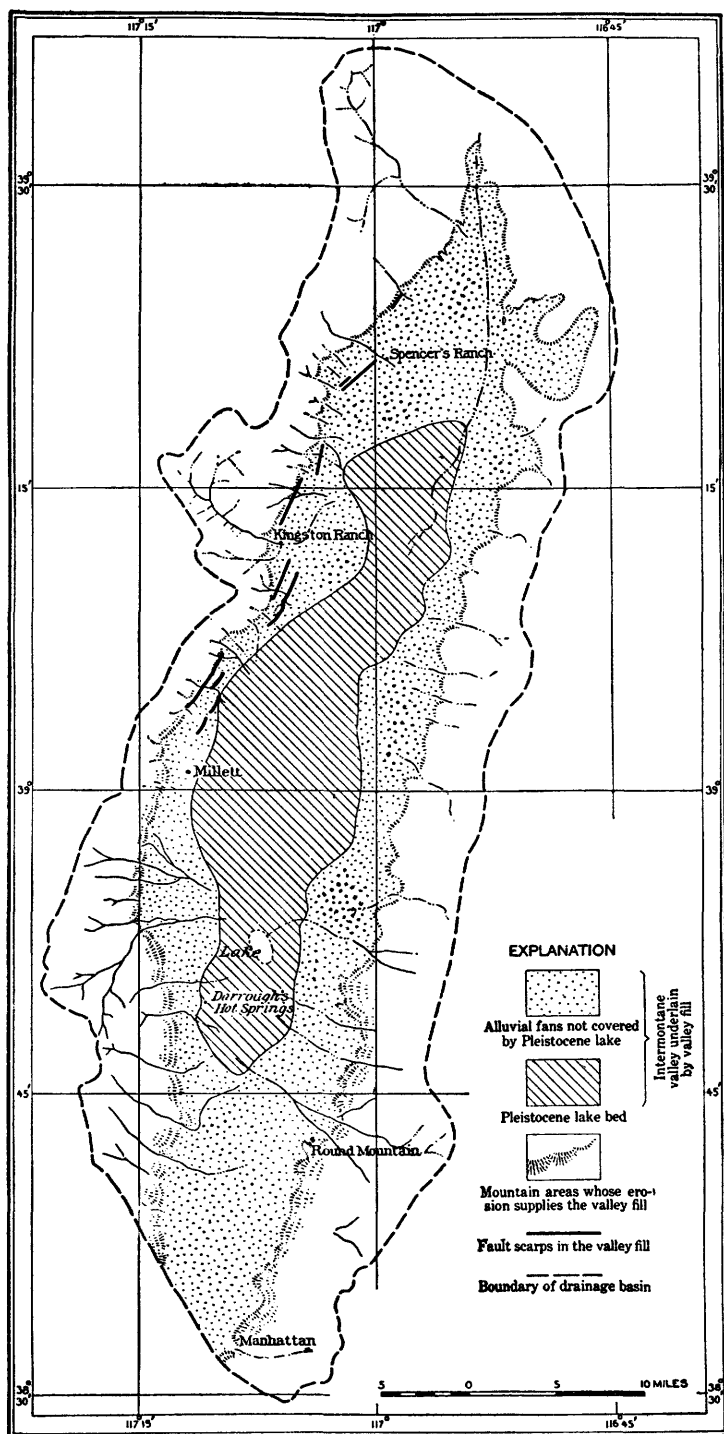 117° 15' 117° 116° 45'
39° 30' 39° 30'
Spencer's Ranch
15' 15'
Kingston Ranch
Millett
39° 39°
Lake
Darrough's
Hot Springs
EXPLANATION
Alluvial fans not covered
by Pleistocene lake
Pleistocene lake bed
Intermontane
valley underlain
by valley fill
Mountain areas whose ero-
sion supplies the valley fill
Fault scarps in the valley fill
Boundary of drainage basin
45' 45'
Round Mountain
Manhattan
5 0 5 10 MILES
38° 30' 38° 30'
117° 15' 117° 116° 45'